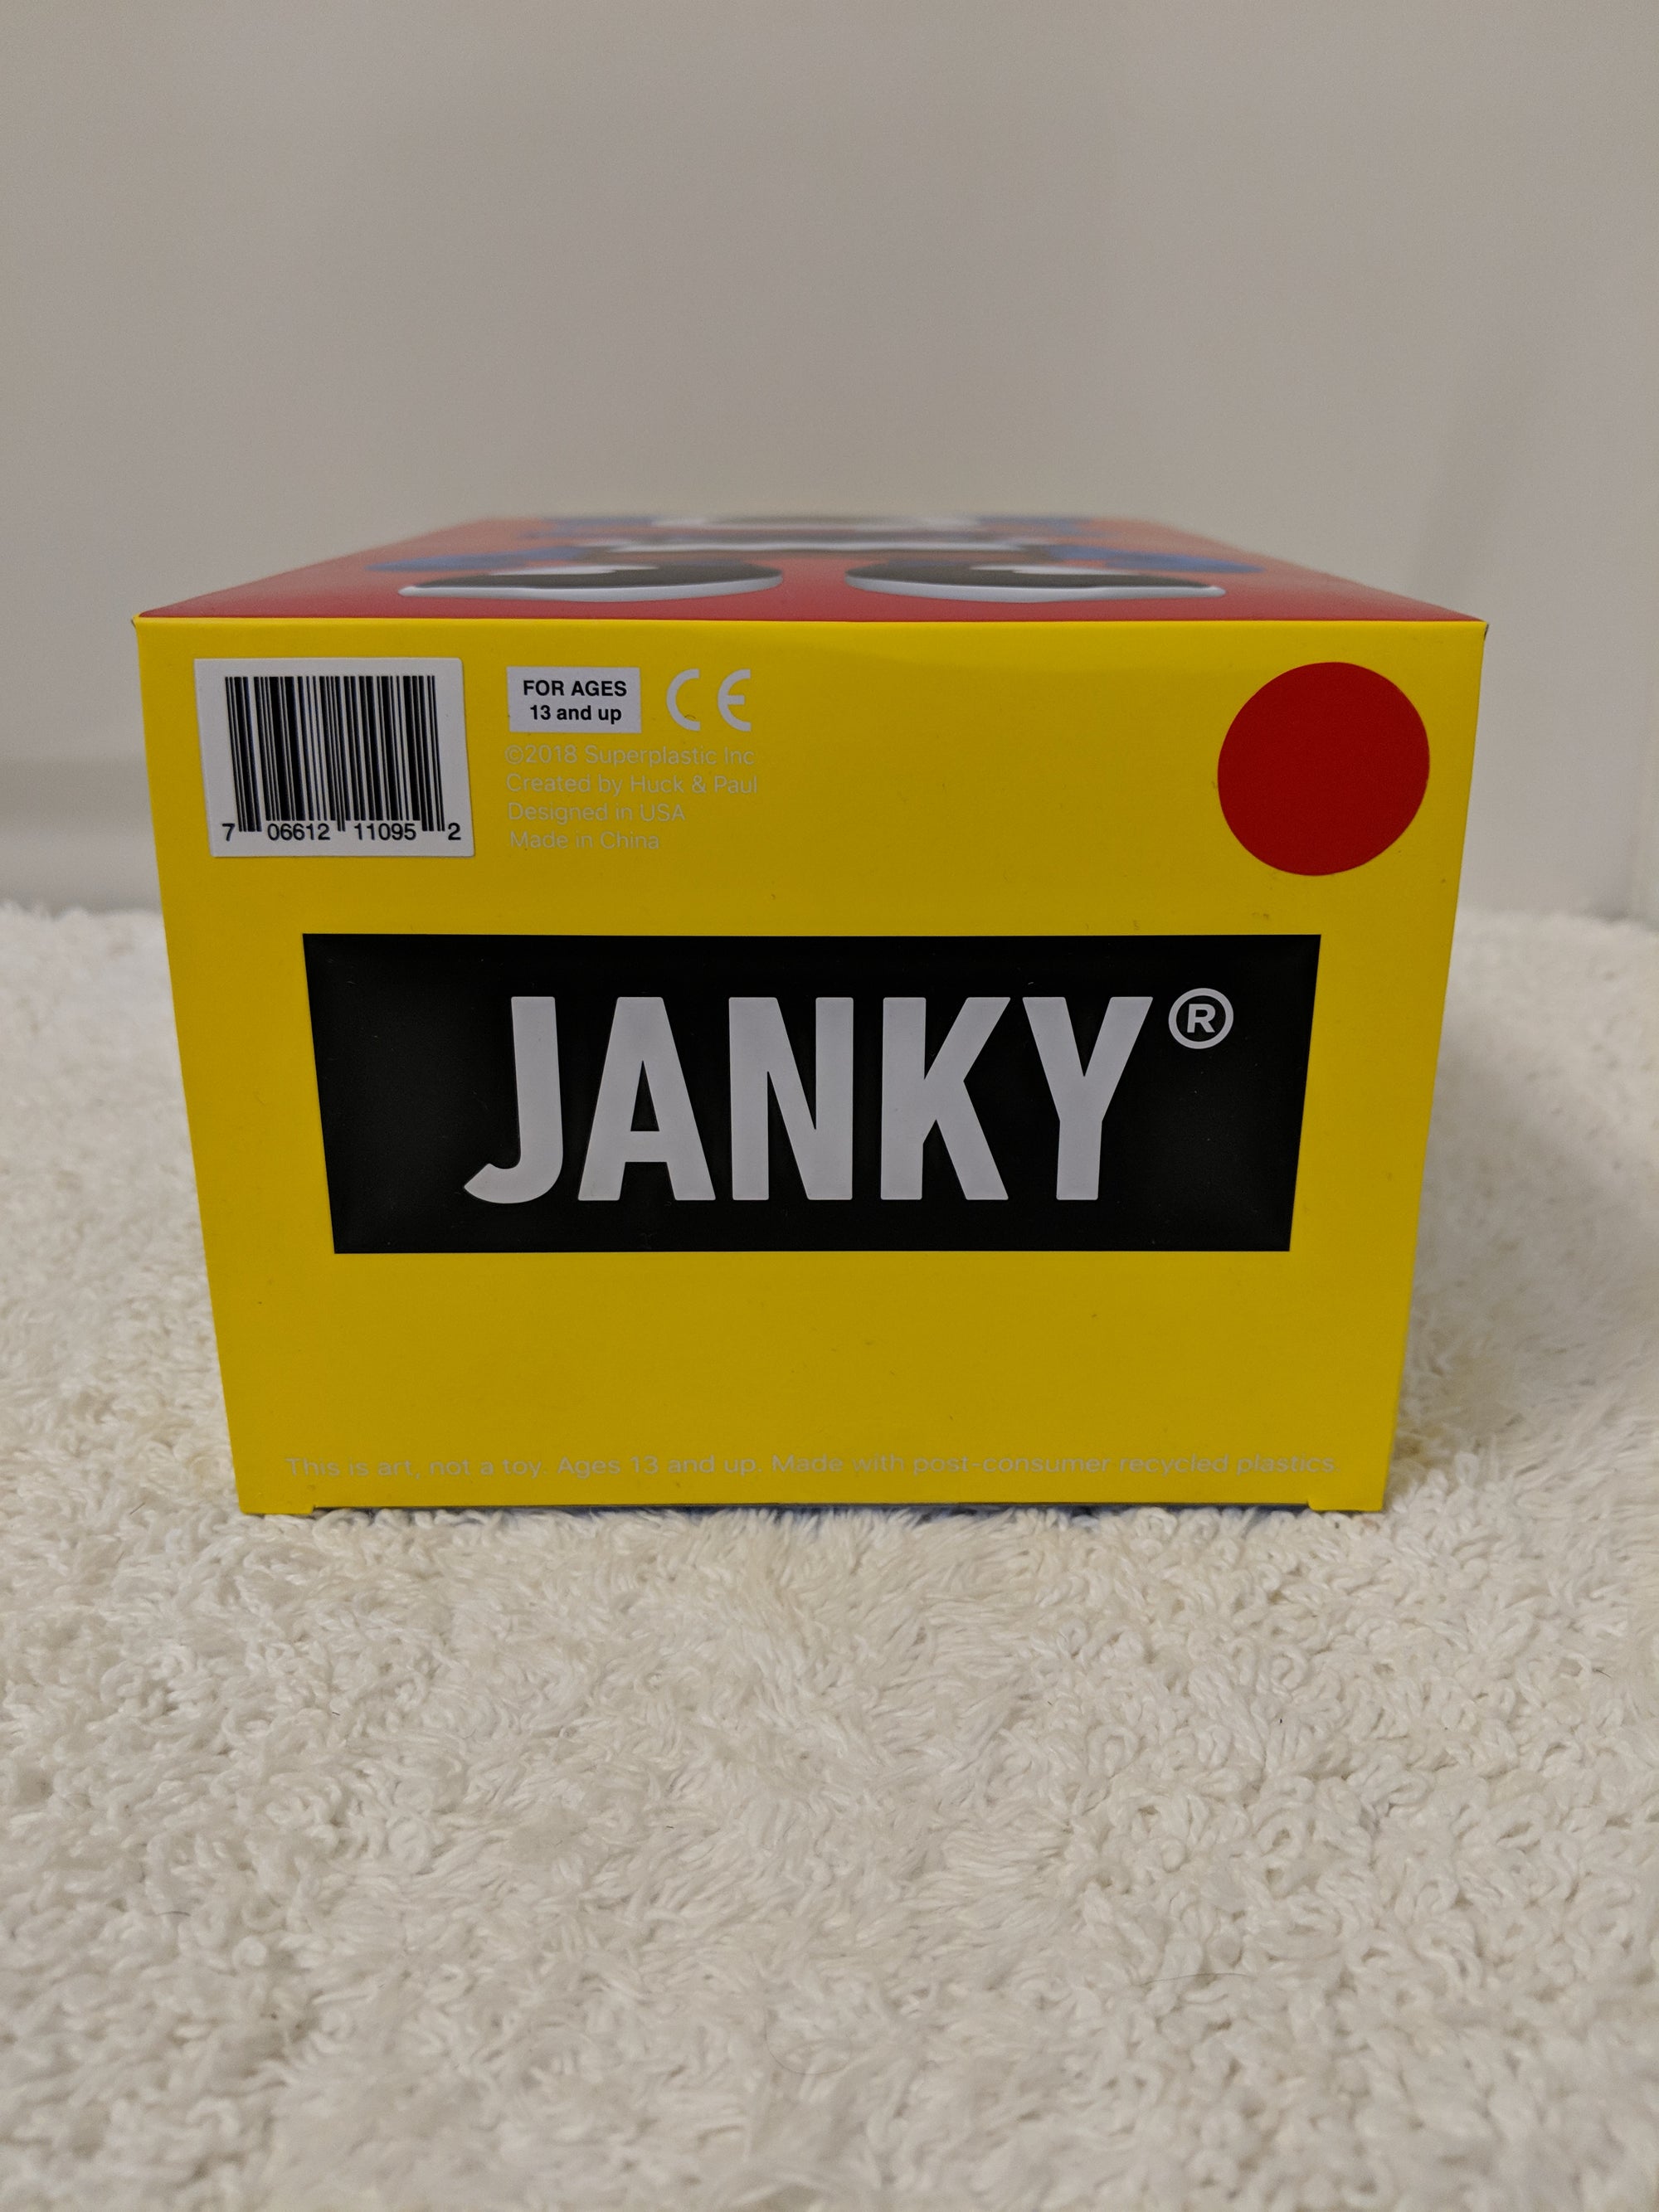 7 06612 11095 2
FOR AGES
13 and up
CE
©2018 Superplastic Inc
Created by Huck & Paul
Designed in USA
Made in China
JANKY®
This is art, not a toy. Ages 13 and up. Made with post-consumer recycled plastics.